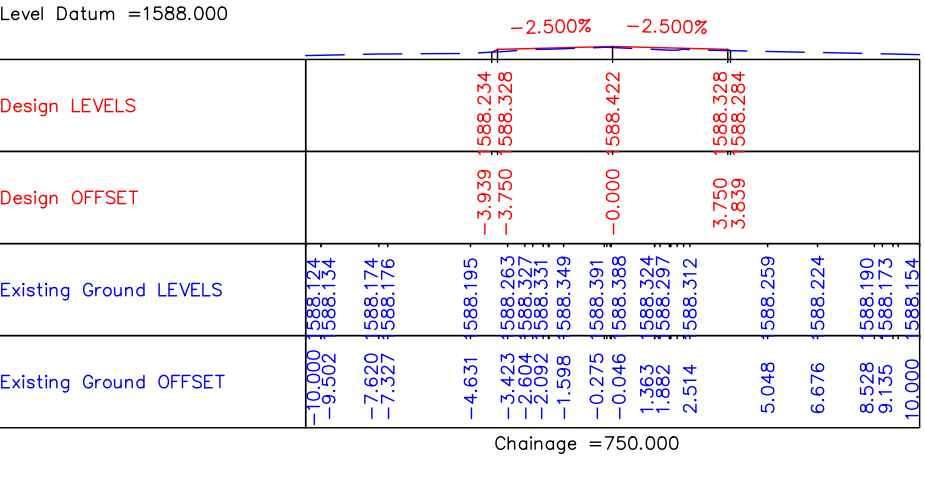 Level Datum =1588.000
-2.500% -2.500%
Design LEVELS 1588.234 1588.328 1588.422 1588.328 1588.284
Design OFFSET -3.939 -3.750 -0.000 3.750 3.839
Existing Ground LEVELS 1588.124 1588.134 1588.174 1588.176 1588.195 1588.263 1588.327 1588.331 1588.349 1588.391 1588.388 1588.324 1588.297 1588.312 1588.259 1588.224 1588.190 1588.173 1588.154
Existing Ground OFFSET -10.000 -9.502 -7.620 -7.327 -4.631 -3.423 -2.604 -2.092 -1.598 -0.275 -0.046 1.363 1.882 2.514 5.048 6.676 8.528 9.135 10.000
Chainage =750.000